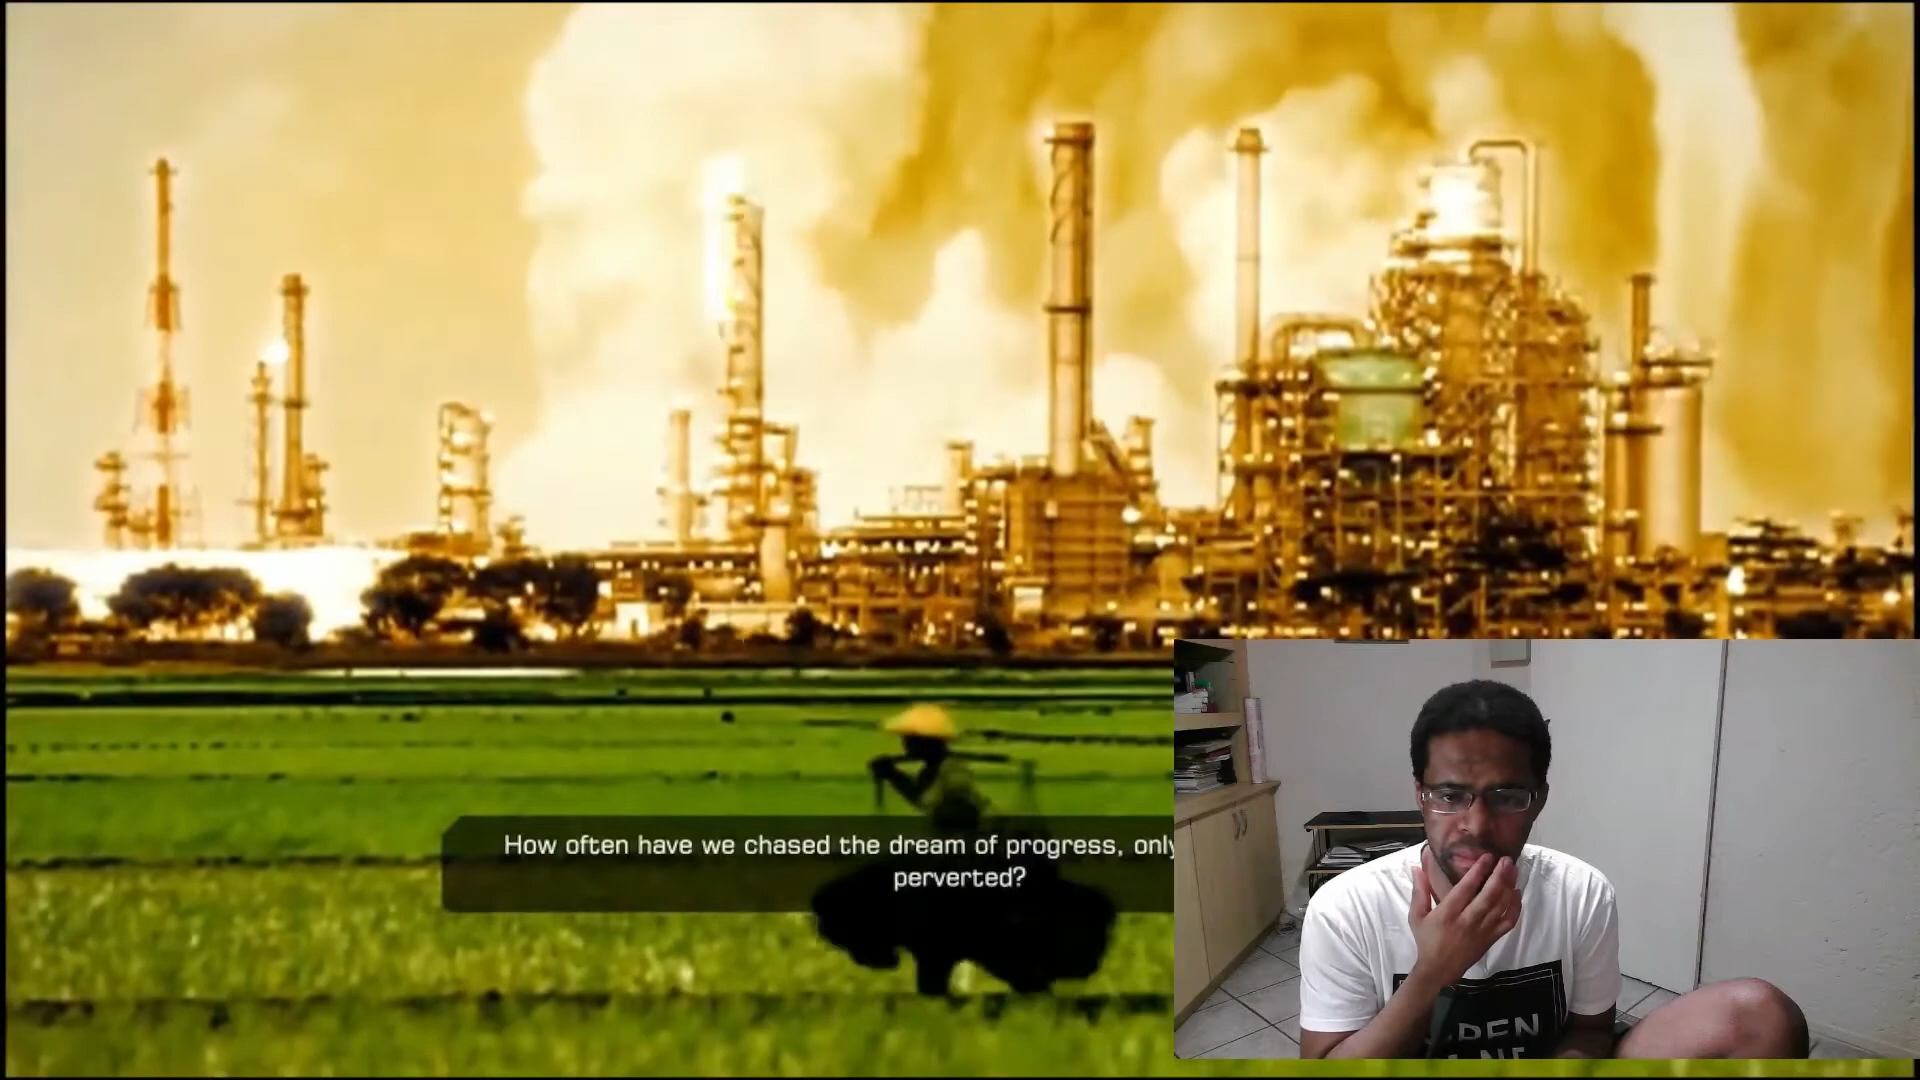 How often have we chased the dream of progress, only
perverted?